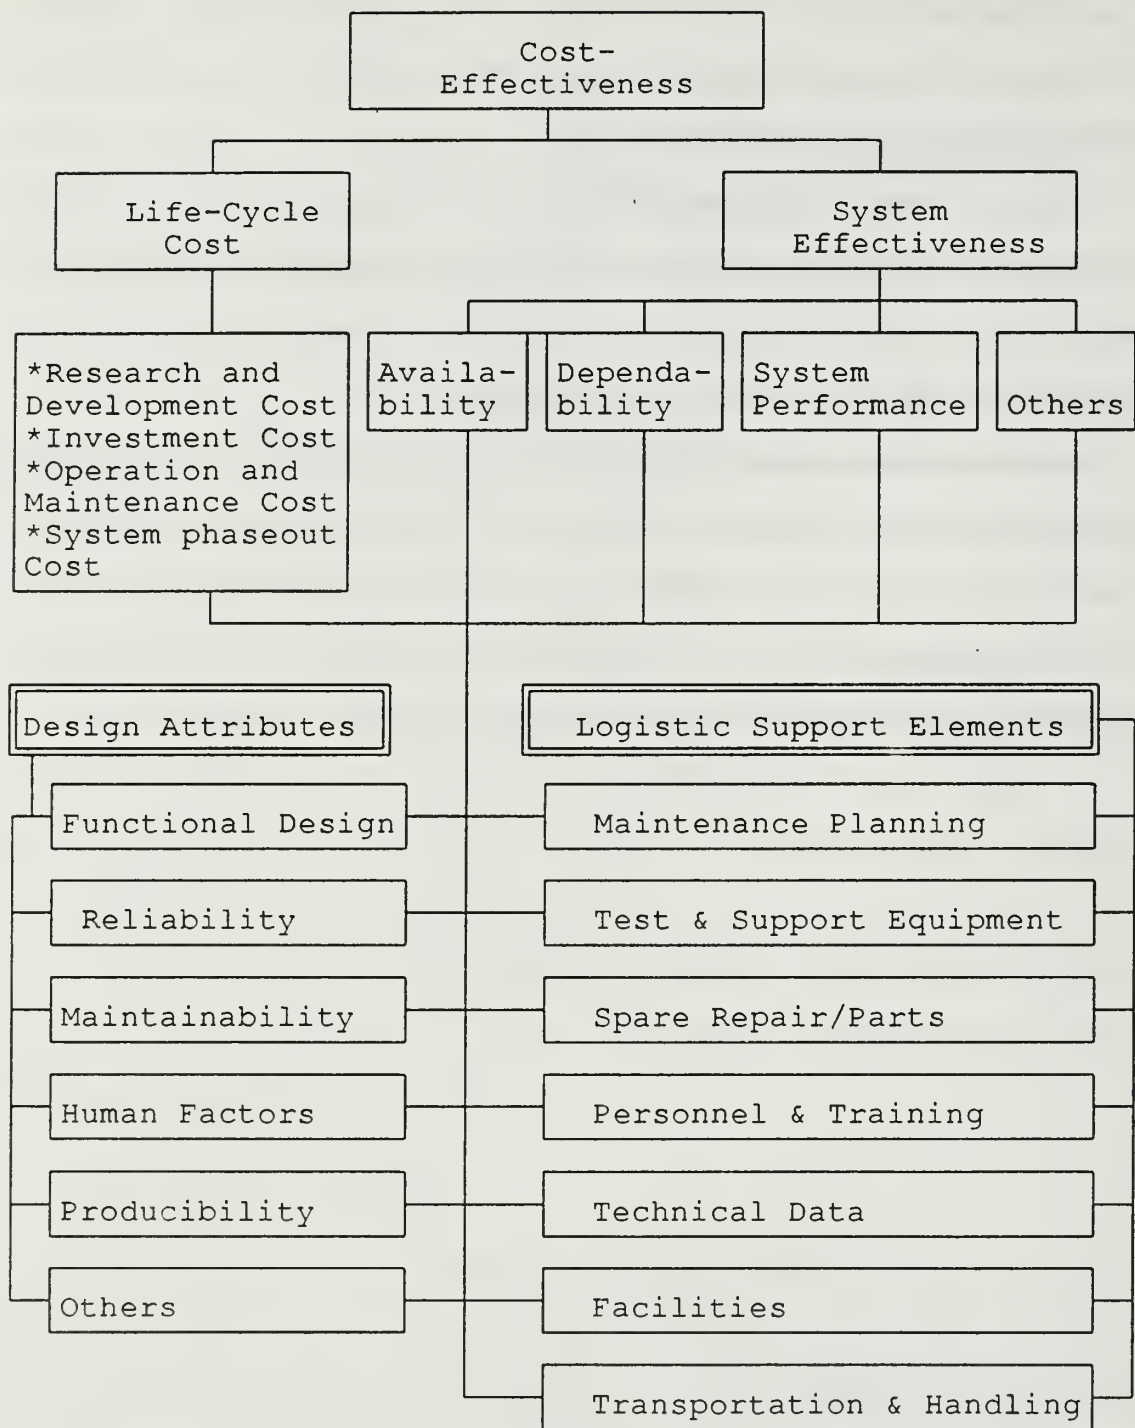 Cost-
Effectiveness
Life-Cycle
Cost
System
Effectiveness
*Research and
Development Cost
*Investment Cost
*Operation and
Maintenance Cost
*System phaseout
Cost
Availa-
bility
Dependa-
bility
System
Performance
Others
Design Attributes
Logistic Support Elements
Functional Design
Maintenance Planning
Reliability
Test & Support Equipment
Maintainability
Spare Repair/Parts
Human Factors
Personnel & Training
Producibility
Technical Data
Others
Facilities
Transportation & Handling